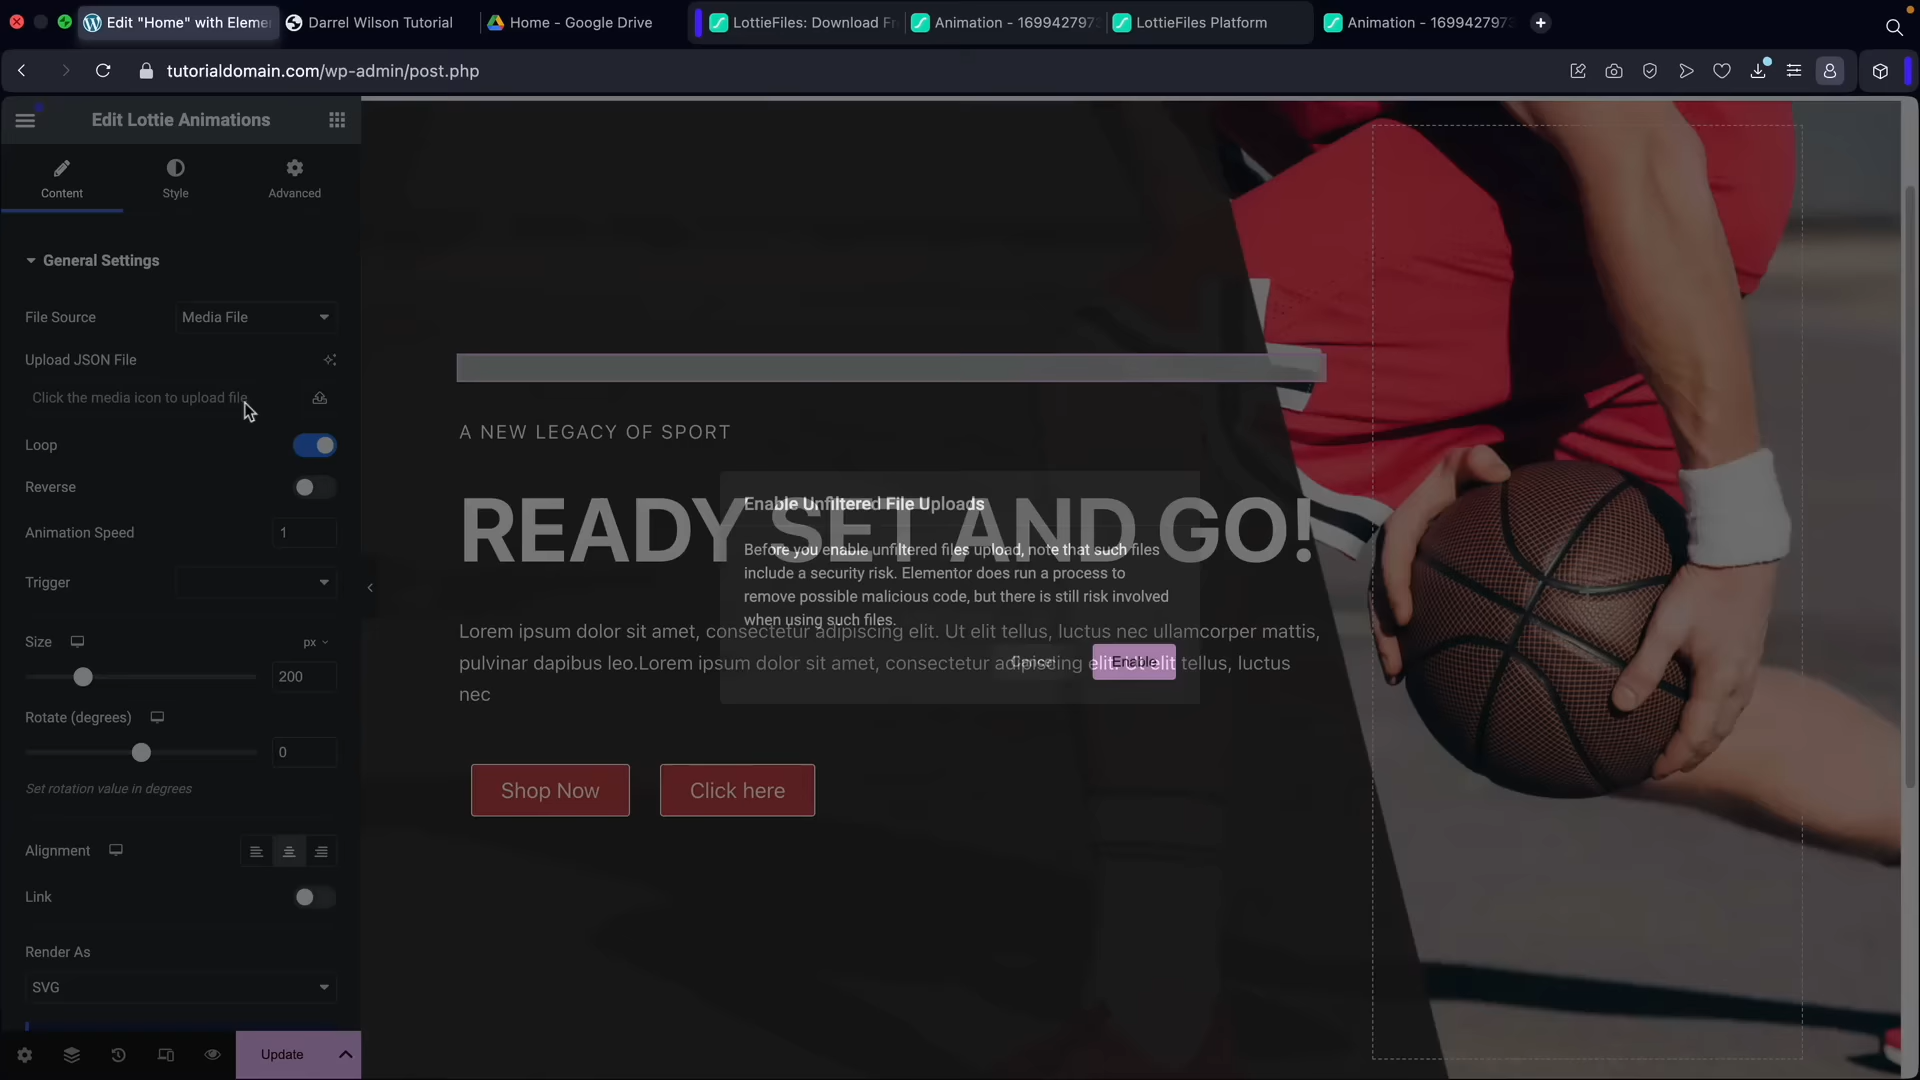 Edit "Home" with Elemen
Darrel Wilson Tutorial
Home - Google Drive
LottieFiles: Download Fr
Animation - 1699427973
LottieFiles Platform
Animation - 1699427973
tutorialdomain.com/wp-admin/post.php
Edit Lottie Animations
Content
Style
Advanced
General Settings
File Source
Media File
Upload JSON File
Click the media icon to upload file
Loop
Reverse
Animation Speed
1
Trigger
Size
px
200
Rotate (degrees)
0
Set rotation value in degrees
Alignment
Link
Render As
SVG
Update
A NEW LEGACY OF SPORT
READY SET AND GO!
Lorem ipsum dolor sit amet, consectetur adipiscing elit. Ut elit tellus, luctus nec ullamcorper mattis,
pulvinar dapibus leo.Lorem ipsum dolor sit amet, consectetur adipiscing elit. Ut elit tellus, luctus
nec
Shop Now
Click here
Enable Unfiltered File Uploads
Before you enable unfiltered files upload, note that such files
include a security risk. Elementor does run a process to
remove possible malicious code, but there is still risk involved
when using such files.
Cancel
Enable